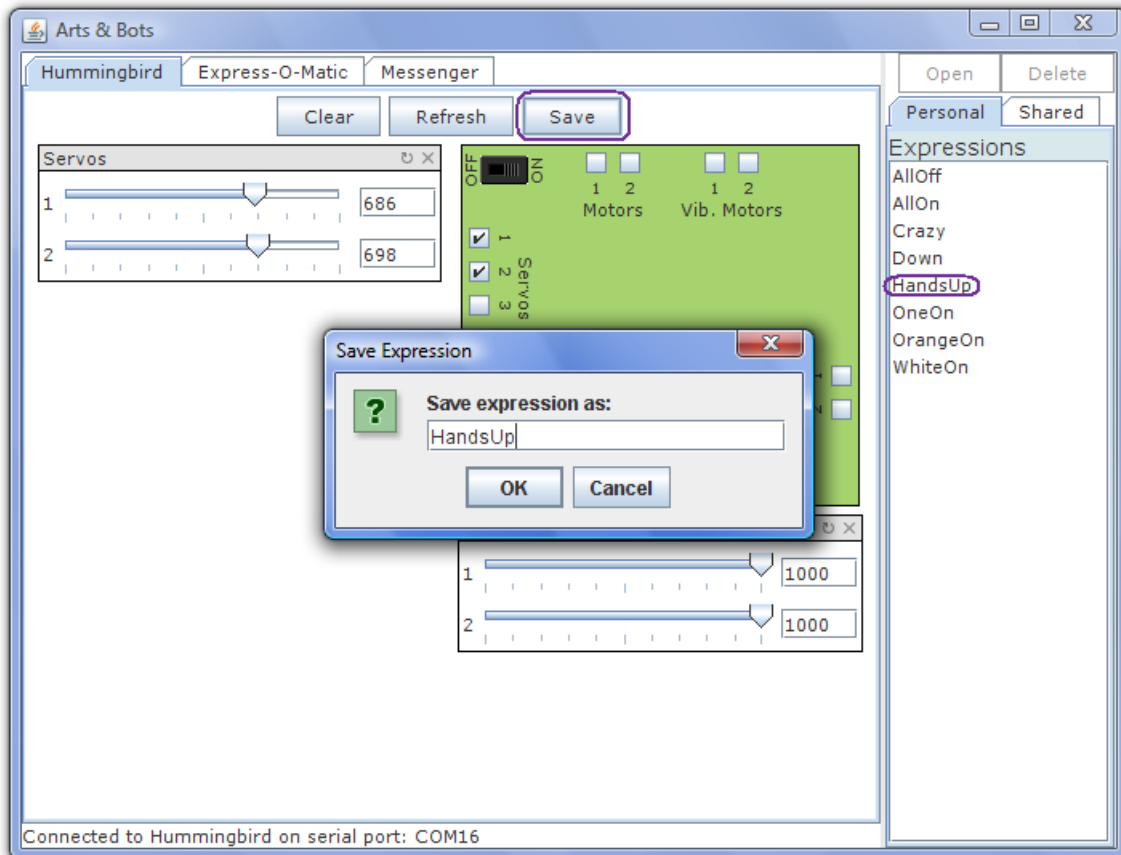 Arts & Bots
Hummingbird Express-O-Matic Messenger
Open Delete
Clear Refresh Save
Personal Shared
Servos
1 686
2 698
OFF ON
1 2 1 2
Motors Vib. Motors
1
2
3
Servos
Expressions
AllOff
AllOn
Crazy
Down
HandsUp
OneOn
OrangeOn
WhiteOn
Save Expression
Save expression as:
HandsUp
OK Cancel
1
2
1 1000
2 1000
Connected to Hummingbird on serial port: COM16